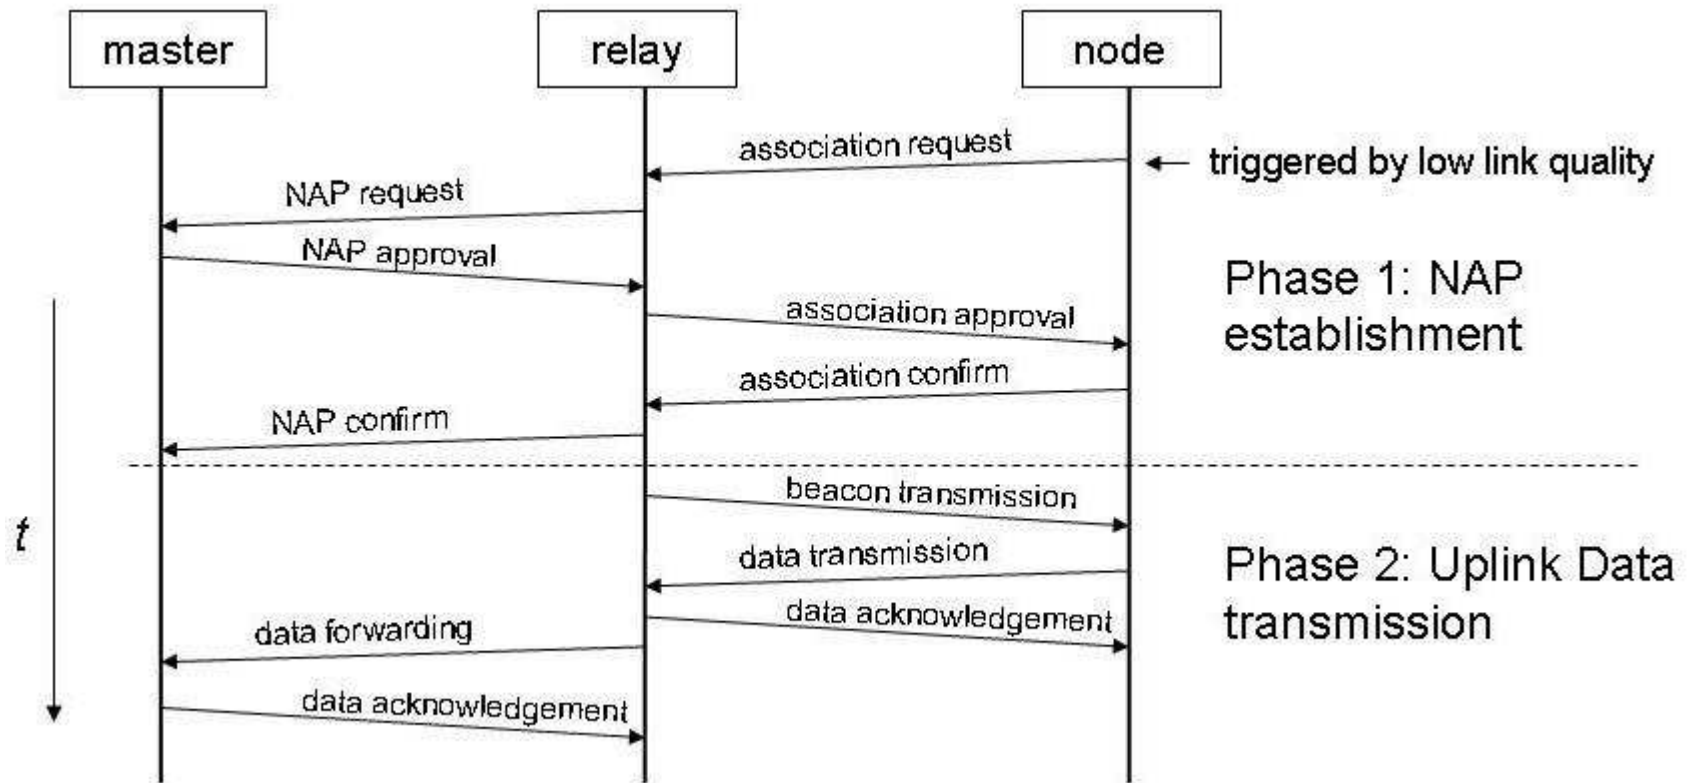 master
relay
node
association request
triggered by low link quality
NAP request
NAP approval
Phase 1: NAP
establishment
association approval
association confirm
NAP confirm
beacon transmission
t
data transmission
Phase 2: Uplink Data
transmission
data acknowledgement
data forwarding
data acknowledgement